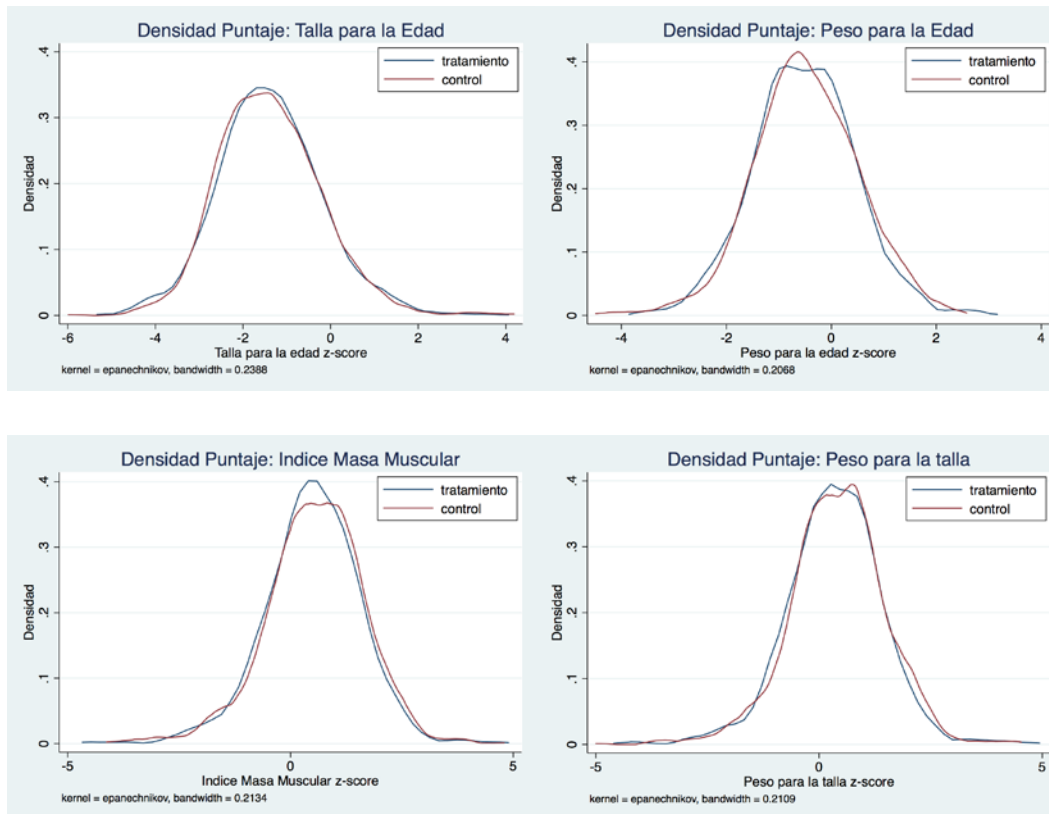 Densidad Puntaje: Talla para la Edad
tratamiento
control
Densidad
0 .1 .2 .3 .4
-6 -4 -2 0 2 4
Talla para la edad z-score
kernel = epanechnikov, bandwidth = 0.2388
Densidad Puntaje: Peso para la Edad
tratamiento
control
Densidad
0 .1 .2 .3 .4
-4 -2 0 2 4
Peso para la edad z-score
kernel = epanechnikov, bandwidth = 0.2068
Densidad Puntaje: Indice Masa Muscular
tratamiento
control
Densidad
0 .1 .2 .3 .4
-5 0 5
Indice Masa Muscular z-score
kernel = epanechnikov, bandwidth = 0.2134
Densidad Puntaje: Peso para la talla
tratamiento
control
Densidad
0 .1 .2 .3 .4
-5 0 5
Peso para la talla z-score
kernel = epanechnikov, bandwidth = 0.2109